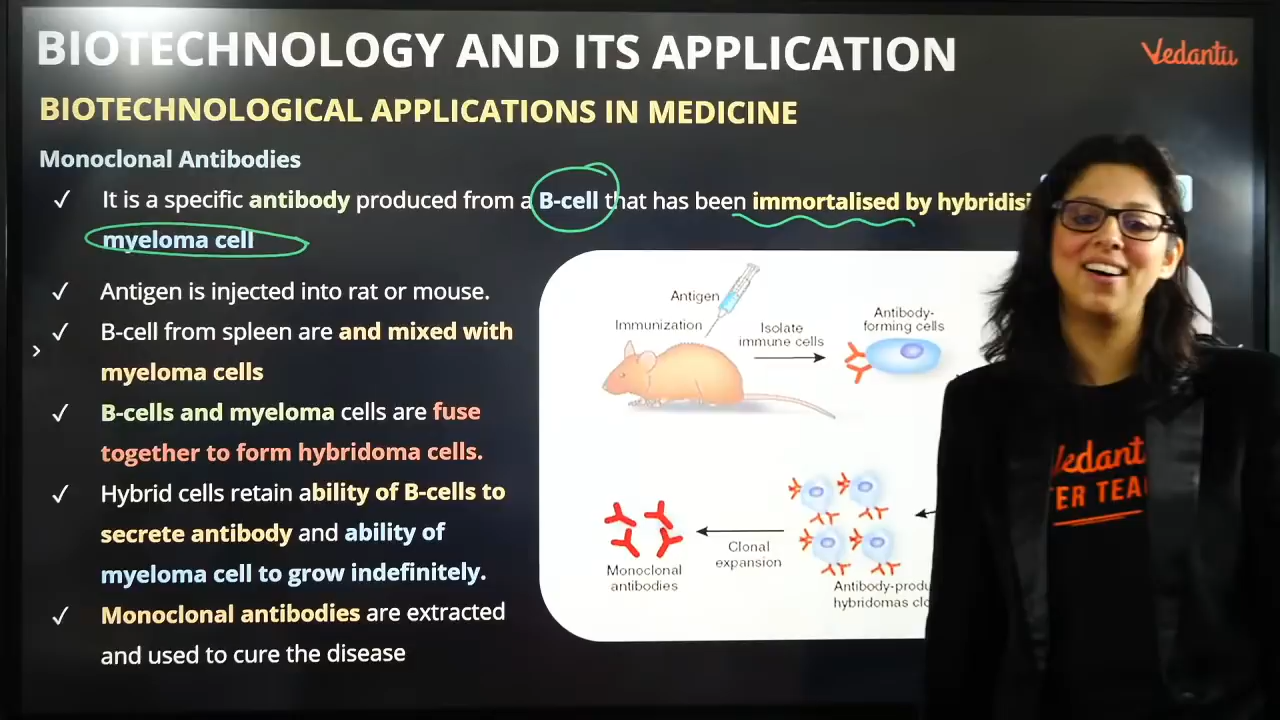 BIOTECHNOLOGY AND ITS APPLICATION
Vedantu
BIOTECHNOLOGICAL APPLICATIONS IN MEDICINE
Monoclonal Antibodies
✓ It is a specific antibody produced from a B-cell that has been immortalised by
myeloma cell
✓ Antigen is injected into rat or mouse.
✓ B-cell from spleen are and mixed with
myeloma cells
✓ B-cells and myeloma cells are fuse
together to form hybridoma cells.
✓ Hybrid cells retain ability of B-cells to
secrete antibody and ability of
myeloma cell to grow indefinitely.
✓ Monoclonal antibodies are extracted
and used to cure the disease
Antigen
Immunization
Isolate
immune cells
Antibody-
forming cells
Clonal
expansion
Monoclonal
antibodies
hybridomas